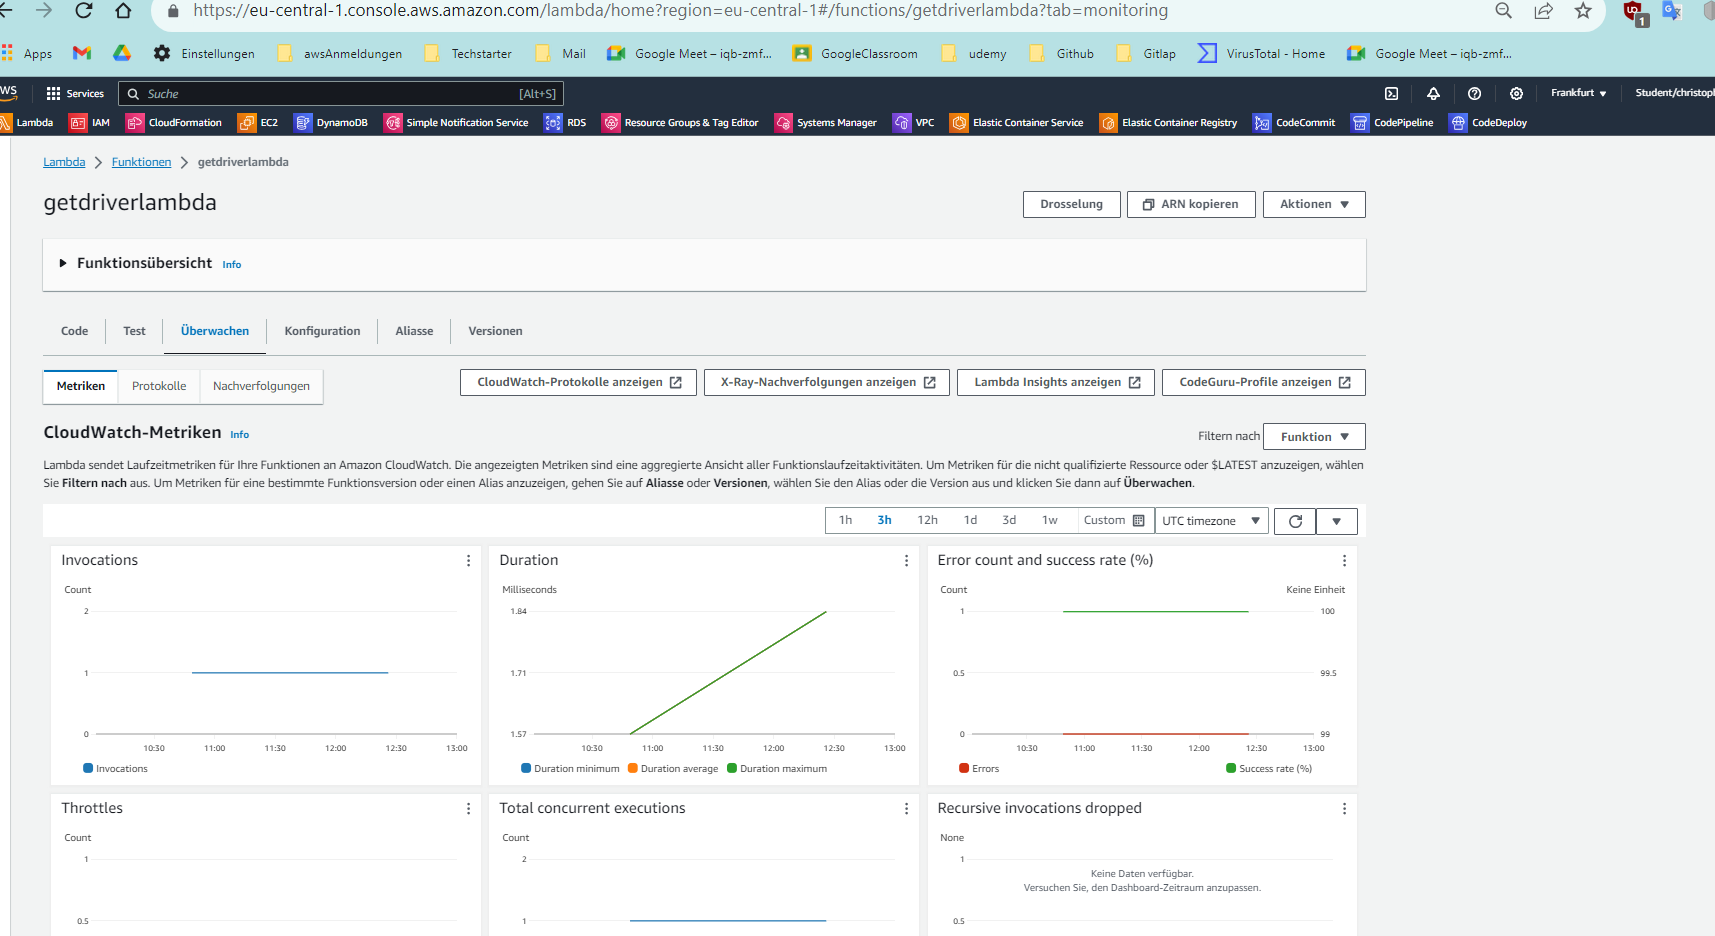 https://eu-central-1.console.aws.amazon.com/lambda/home?region=eu-central-1#/functions/getdriverlambda?tab=monitoring
1
Apps Einstellungen awsAnmeldungen Techstarter Mail Google Meet – iqb-zmf... GoogleClassroom udemy Github Gitlap VirusTotal - Home Google Meet – iqb-zmf...
Services Suche [Alt+S] Frankfurt ▼
Lambda IAM CloudFormation EC2 DynamoDB Simple Notification Service RDS Resource Groups & Tag Editor Systems Manager VPC Elastic Container Service Elastic Container Registry CodeCommit CodePipeline CodeDeploy
Lambda > Funktionen > getdriverlambda
getdriverlambda
Drosselung ARN kopieren Aktionen ▼
Funktionsübersicht Info
Code Test Überwachen Konfiguration Aliasse Versionen
Metriken Protokolle Nachverfolgungen
CloudWatch-Protokolle anzeigen X-Ray-Nachverfolgungen anzeigen Lambda Insights anzeigen CodeGuru-Profile anzeigen
CloudWatch-Metriken Info
Filtern nach Funktion ▼
Lambda sendet Laufzeitmetriken für Ihre Funktionen an Amazon CloudWatch. Die angezeigten Metriken sind eine aggregierte Ansicht aller Funktionslaufzeitaktivitäten. Um Metriken für die nicht qualifizierte Ressource oder $LATEST anzuzeigen, wählen
Sie Filtern nach aus. Um Metriken für eine bestimmte Funktionsversion oder einen Alias anzuzeigen, gehen Sie auf Aliasse oder Versionen, wählen Sie den Alias oder die Version aus und klicken Sie dann auf Überwachen.
1h 3h 12h 1d 3d 1w Custom UTC timezone ▼
Invocations
Count
2
1
0
10:30 11:00 11:30 12:00 12:30 13:00
Invocations
Duration
Milliseconds
1.84
1.71
1.57
10:30 11:00 11:30 12:00 12:30 13:00
Duration minimum Duration average Duration maximum
Error count and success rate (%)
Count Keine Einheit
1 100
0.5 99.5
0 99
10:30 11:00 11:30 12:00 12:30 13:00
Errors Success rate (%)
Throttles
Count
1
0.5
Total concurrent executions
Count
2
1
Recursive invocations dropped
None
1
Keine Daten verfügbar.
Versuchen Sie, den Dashboard-Zeitraum anzupassen.
0.5